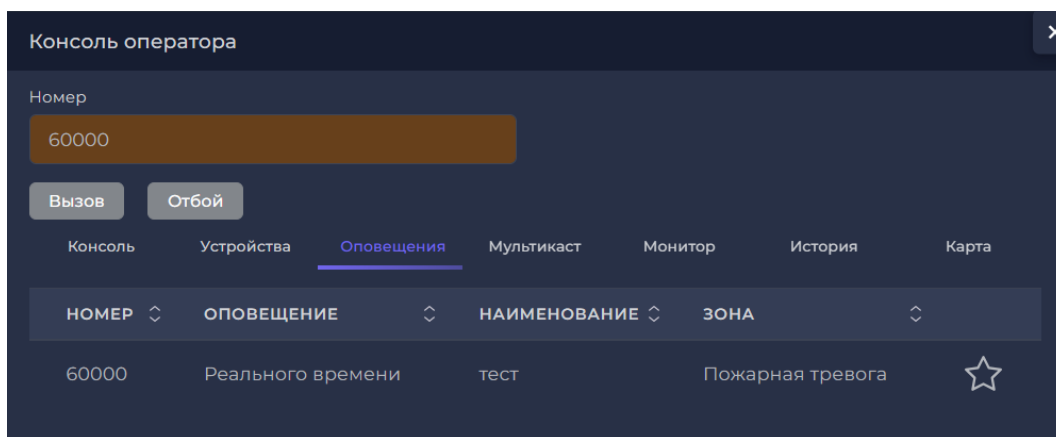 Консоль оператора
Номер
60000
Вызов Отбой
Консоль Устройства Оповещения Мультикаст Монитор История Карта
НОМЕР ОПОВЕЩЕНИЕ НАИМЕНОВАНИЕ ЗОНА
60000 Реального времени тест Пожарная тревога